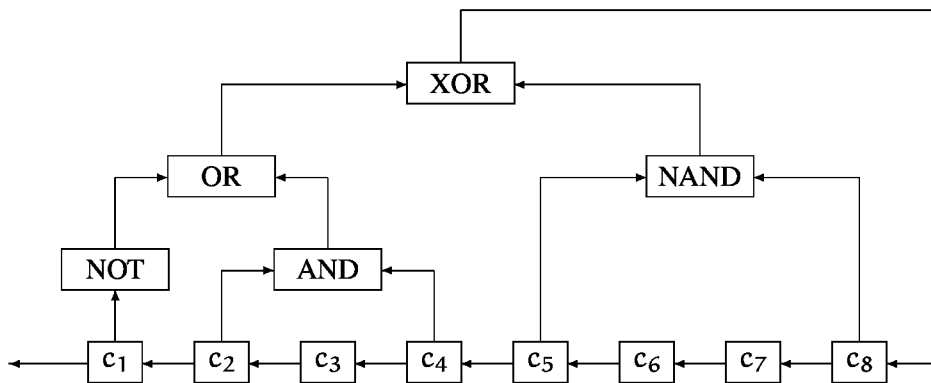 XOR
OR NAND
NOT AND
c₁ c₂ c₃ c₄ c₅ c₆ c₇ c₈